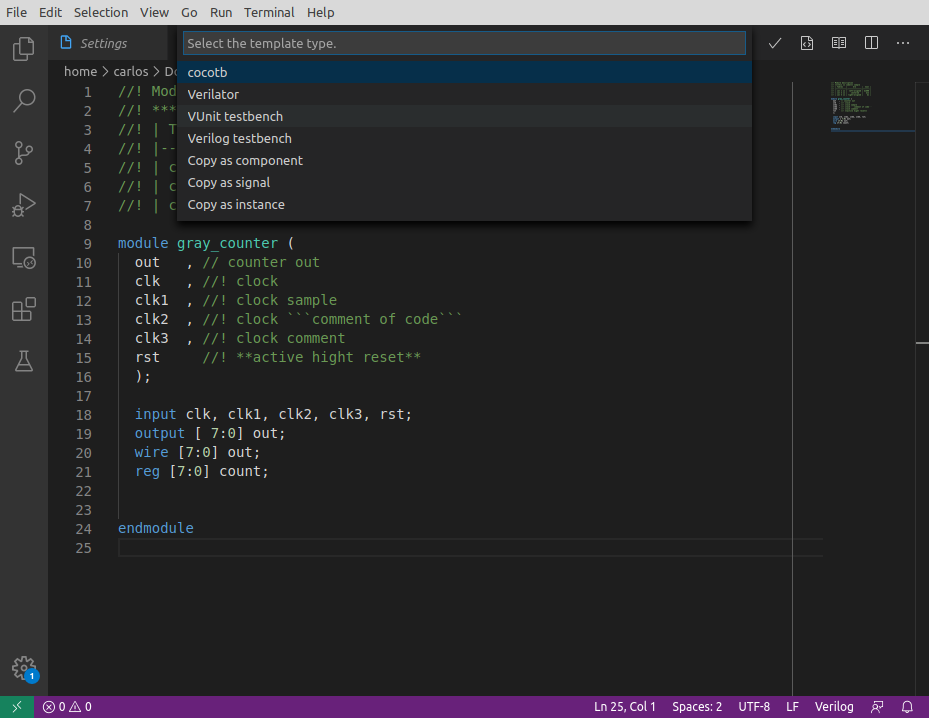 File Edit Selection View Go Run Terminal Help
Settings
Select the template type.
cocotb
Verilator
VUnit testbench
Verilog testbench
Copy as component
Copy as signal
Copy as instance
home > carlos > Do
1 //! Mod
2 //! ***
3 //! | T
4 //! |--
5 //! | c
6 //! | c
7 //! | c
8
9 module gray_counter (
10 out , // counter out
11 clk , //! clock
12 clk1 , //! clock sample
13 clk2 , //! clock ```comment of code```
14 clk3 , //! clock comment
15 rst //! **active hight reset**
16 );
17
18 input clk, clk1, clk2, clk3, rst;
19 output [ 7:0] out;
20 wire [7:0] out;
21 reg [7:0] count;
22
23
24 endmodule
25
1
0 0 Ln 25, Col 1 Spaces: 2 UTF-8 LF Verilog